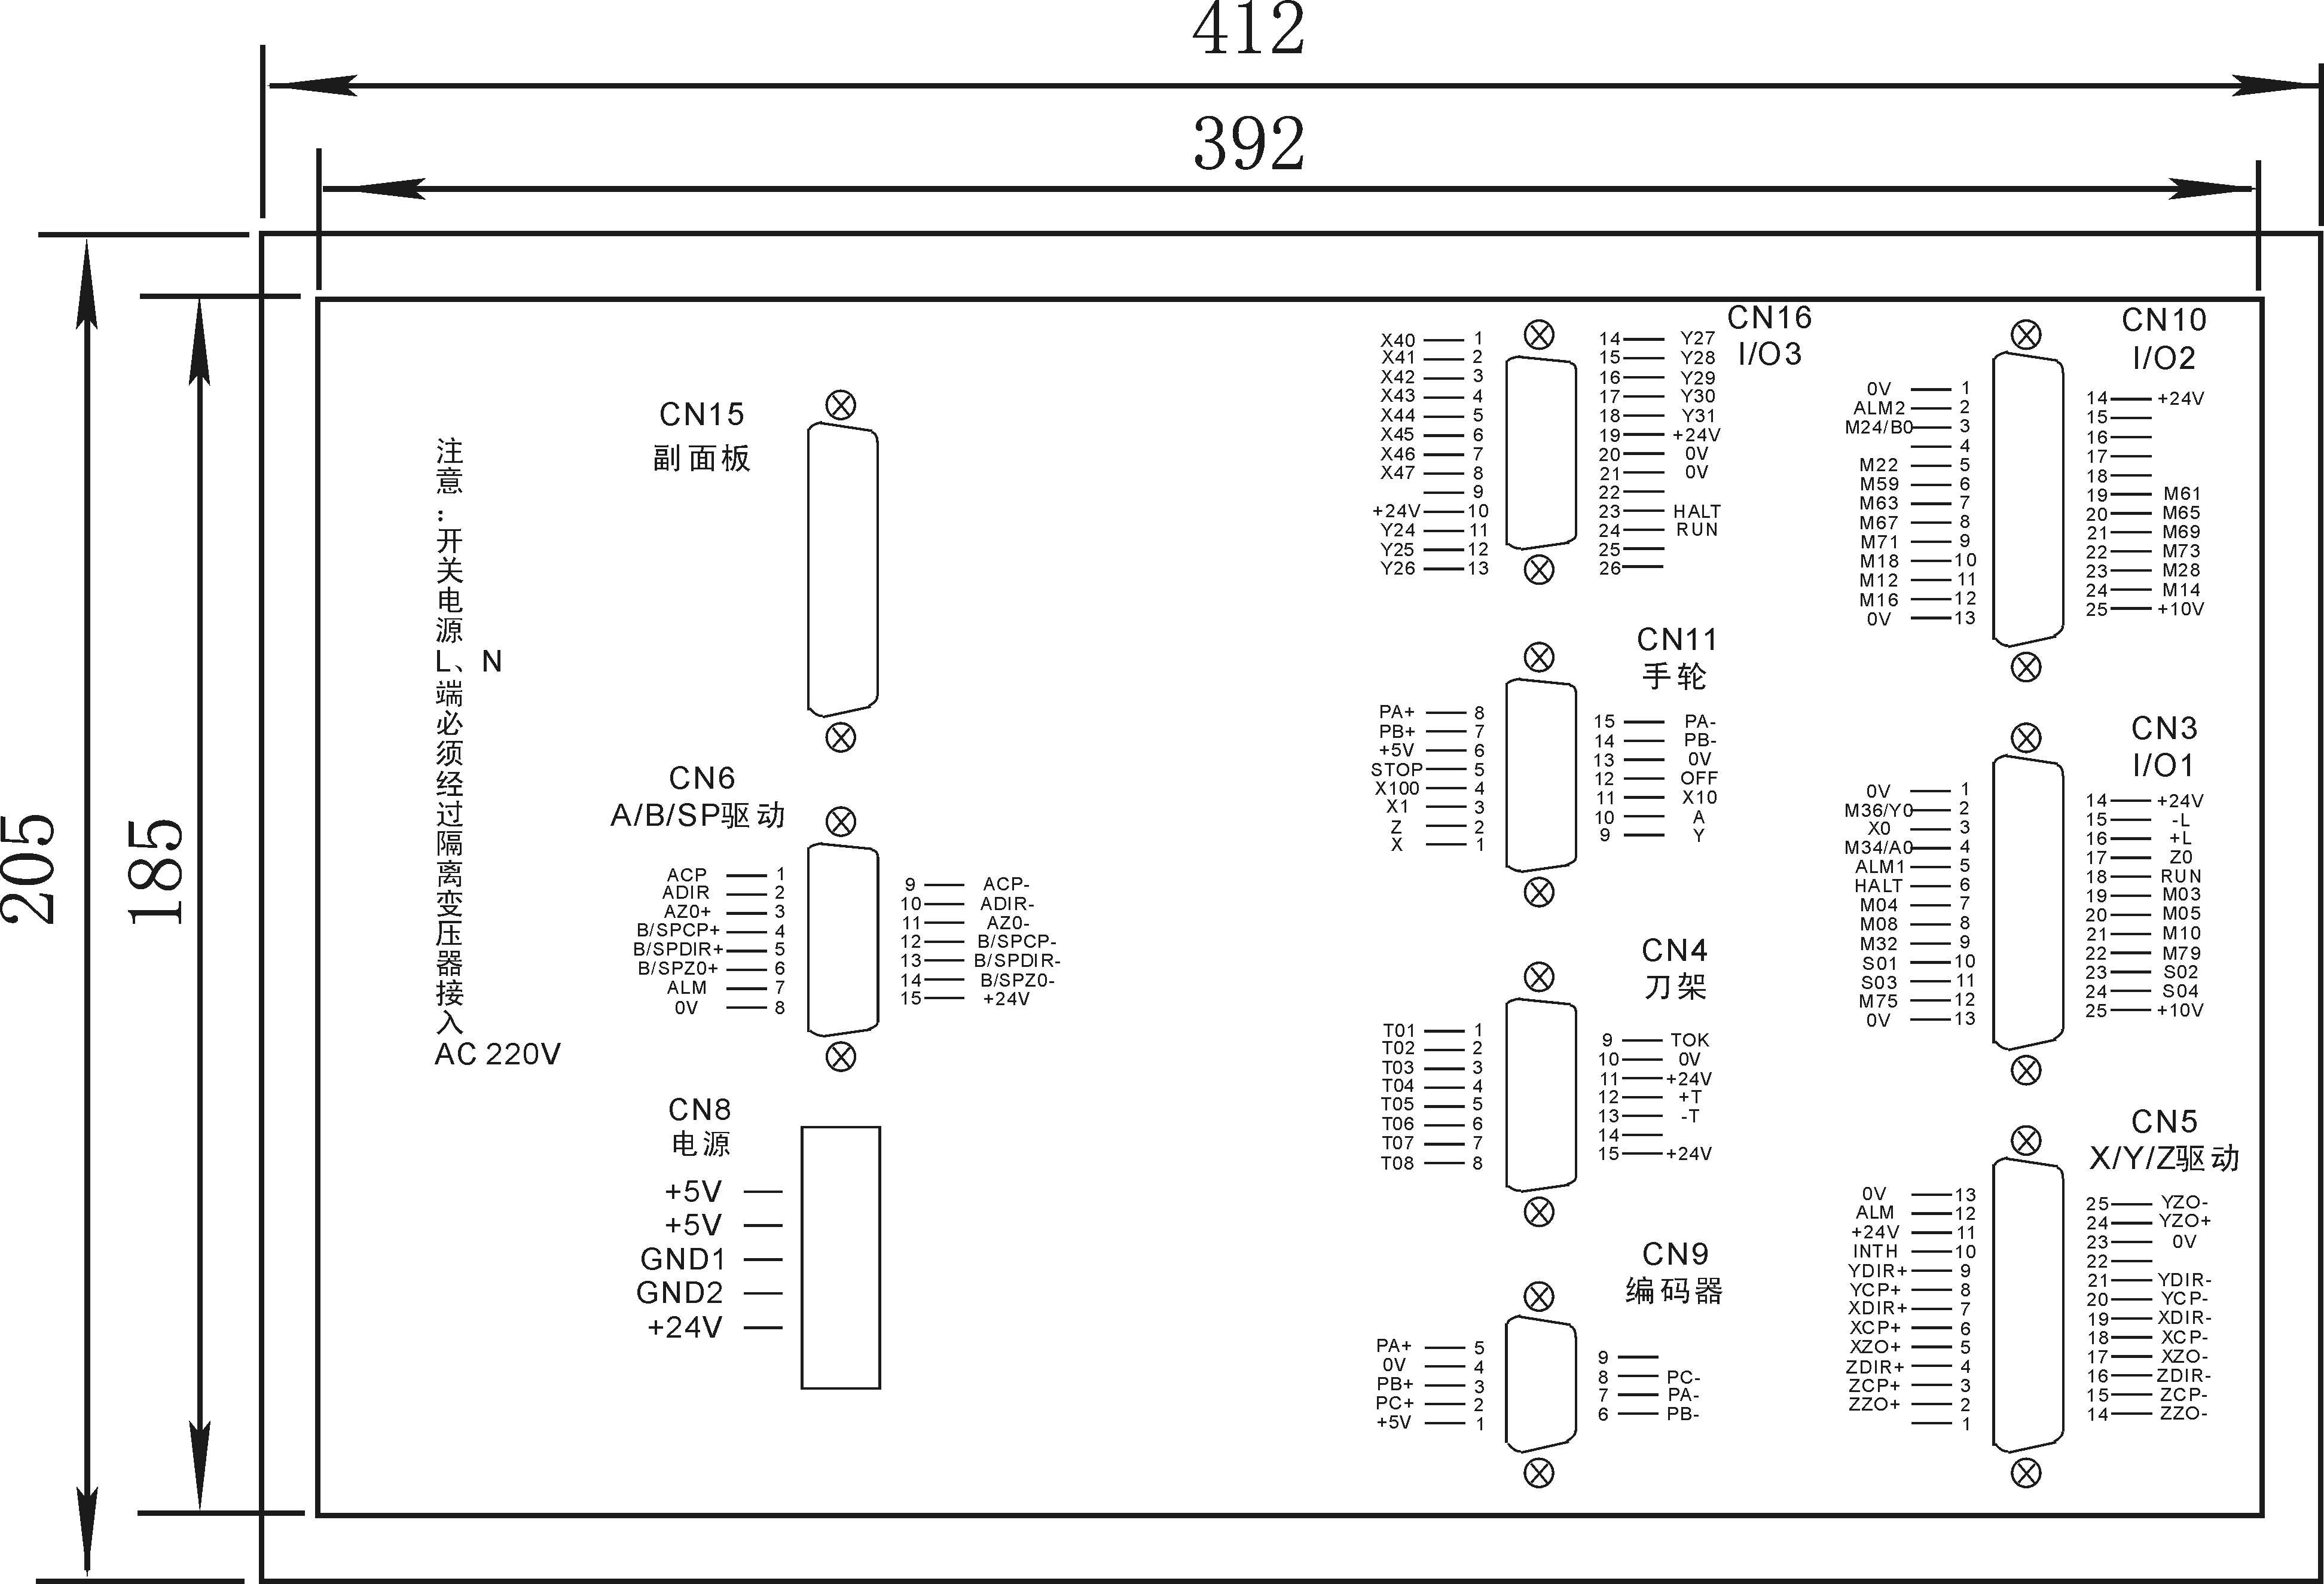 412
392
205
185
注意：开关电源L、N端必须经过隔离变压器接入AC 220V
CN15
副面板
CN6
A/B/SP驱动
ACP 1
ADIR 2
AZ0+ 3
B/SPCP+ 4
B/SPDIR+ 5
B/SPZ0+ 6
ALM 7
0V 8
9 ACP-
10 ADIR-
11 AZ0-
12 B/SPCP-
13 B/SPDIR-
14 B/SPZ0-
15 +24V
CN8
电源
+5V
+5V
GND1
GND2
+24V
CN16
I/O3
X40 1
X41 2
X42 3
X43 4
X44 5
X45 6
X46 7
X47 8
9
+24V 10
Y24 11
Y25 12
Y26 13
14 Y27
15 Y28
16 Y29
17 Y30
18 Y31
19 +24V
20 0V
21 0V
22
23 HALT
24 RUN
25
26
CN11
手轮
PA+ 8
PB+ 7
+5V 6
STOP 5
X100 4
X1 3
Z 2
X 1
15 PA-
14 PB-
13 0V
12 OFF
11 X10
10 A
9 Y
CN4
刀架
T01 1
T02 2
T03 3
T04 4
T05 5
T06 6
T07 7
T08 8
9 TOK
10 0V
11 +24V
12 +T
13 -T
14
15 +24V
CN9
编码器
PA+ 5
0V 4
PB+ 3
PC+ 2
+5V 1
9
8 PC-
7 PA-
6 PB-
CN10
I/O2
0V 1
ALM2 2
M24/B0 3
4
M22 5
M59 6
M63 7
M67 8
M71 9
M18 10
M12 11
M16 12
0V 13
14 +24V
15
16
17
18
19 M61
20 M65
21 M69
22 M73
23 M28
24 M14
25 +10V
CN3
I/O1
0V 1
M36/Y0 2
X0 3
M34/A0 4
ALM1 5
HALT 6
M04 7
M08 8
M32 9
S01 10
S03 11
M75 12
0V 13
14 +24V
15 -L
16 +L
17 Z0
18 RUN
19 M03
20 M05
21 M10
22 M79
23 S02
24 S04
25 +10V
CN5
X/Y/Z驱动
0V 13
ALM 12
+24V 11
INTH 10
YDIR+ 9
YCP+ 8
XDIR+ 7
XCP+ 6
XZO+ 5
ZDIR+ 4
ZCP+ 3
ZZO+ 2
1
25 YZO-
24 YZO+
23 0V
22
21 YDIR-
20 YCP-
19 XDIR-
18 XCP-
17 XZO-
16 ZDIR-
15 ZCP-
14 ZZO-